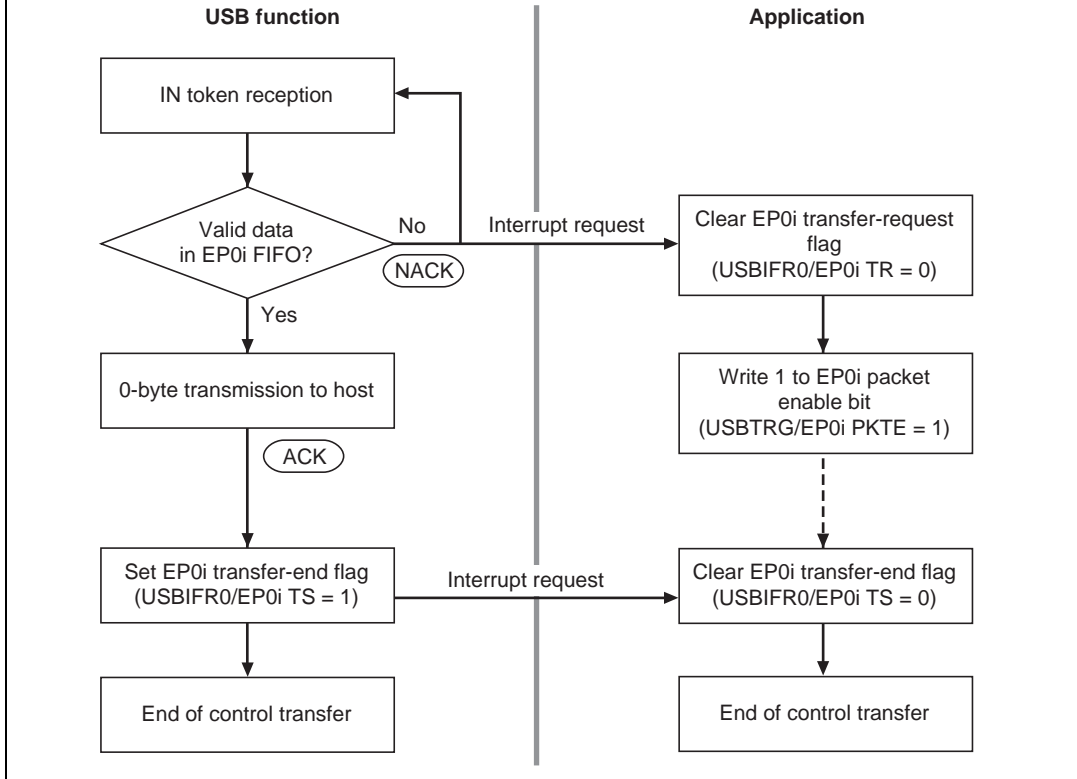 USB function
Application
IN token reception
Valid data
in EP0i FIFO?
No
NACK
Interrupt request
Clear EP0i transfer-request
flag
(USBIFR0/EP0i TR = 0)
Yes
0-byte transmission to host
Write 1 to EP0i packet
enable bit
(USBTRG/EP0i PKTE = 1)
ACK
Set EP0i transfer-end flag
(USBIFR0/EP0i TS = 1)
Interrupt request
Clear EP0i transfer-end flag
(USBIFR0/EP0i TS = 0)
End of control transfer
End of control transfer